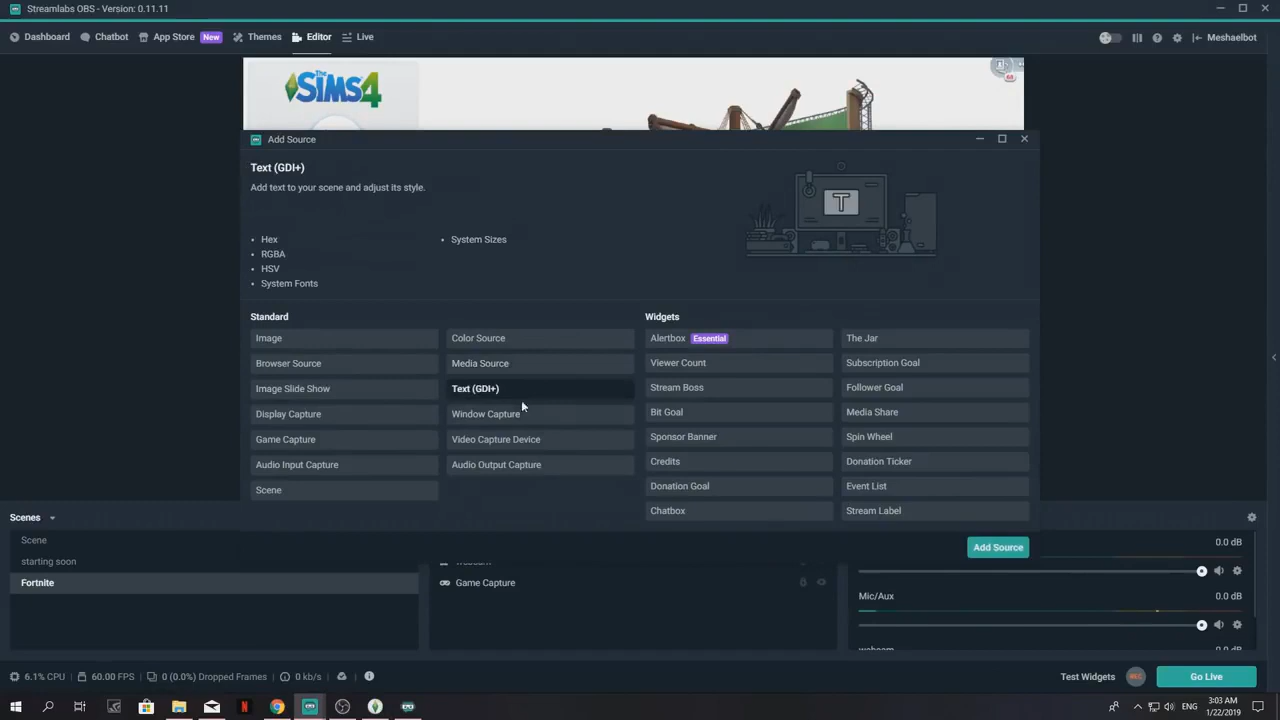 Streamlabs OBS - Version: 0.11.11
Dashboard Chatbot App Store New Themes Editor Live Meshaelbot
THE SIMS 4
68
Add Source
Text (GDI+)
Add text to your scene and adjust its style.
T
Hex
RGBA
HSV
System Fonts
System Sizes
Standard
Image Color Source
Browser Source Media Source
Image Slide Show Text (GDI+)
Display Capture Window Capture
Game Capture Video Capture Device
Audio Input Capture Audio Output Capture
Scene
Widgets
Alertbox Essential The Jar
Viewer Count Subscription Goal
Stream Boss Follower Goal
Bit Goal Media Share
Sponsor Banner Spin Wheel
Credits Donation Ticker
Donation Goal Event List
Chatbox Stream Label
Add Source
Scenes
Scene
starting soon
Fortnite
webcam
Game Capture
0.0 dB
Mic/Aux 0.0 dB
webcam
6.1% CPU 60.00 FPS 0 (0.0%) Dropped Frames 0 kb/s Test Widgets REC Go Live
ENG 3:03 AM
1/22/2019